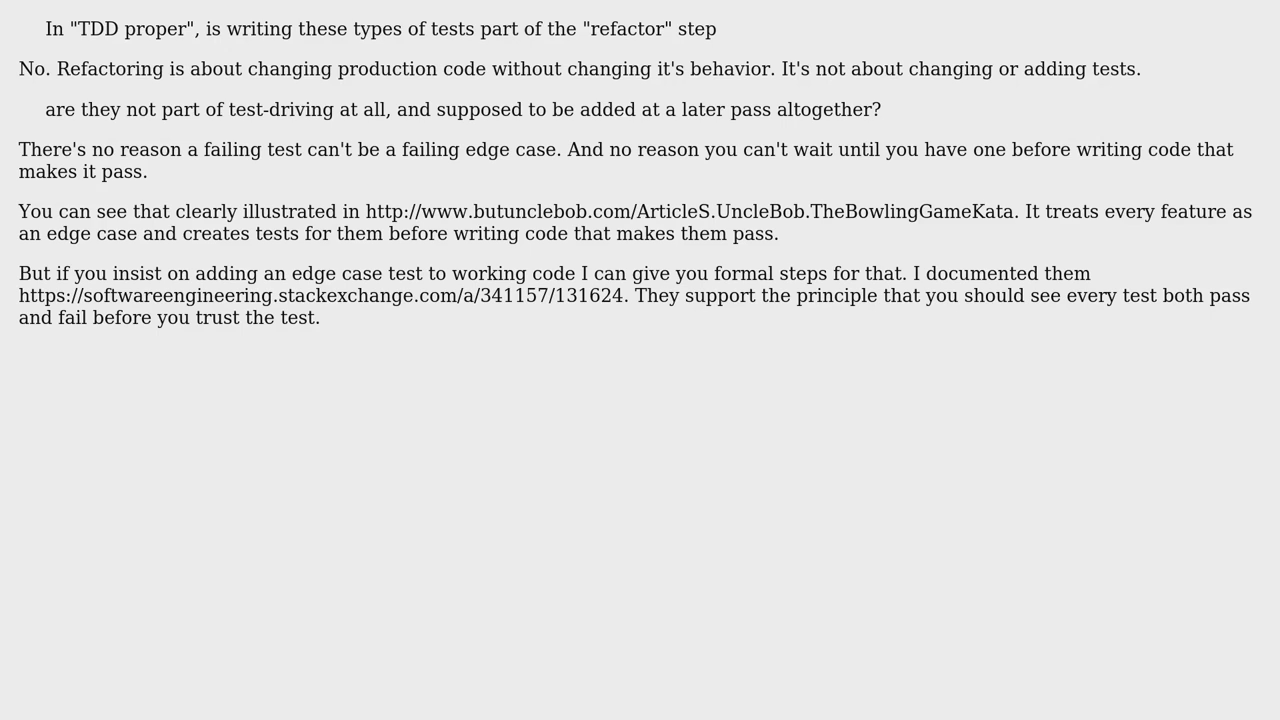 In "TDD proper", is writing these types of tests part of the "refactor" step
No. Refactoring is about changing production code without changing it's behavior. It's not about changing or adding tests.
are they not part of test-driving at all, and supposed to be added at a later pass altogether?
There's no reason a failing test can't be a failing edge case. And no reason you can't wait until you have one before writing code that
makes it pass.
You can see that clearly illustrated in http://www.butunclebob.com/ArticleS.UncleBob.TheBowlingGameKata. It treats every feature as
an edge case and creates tests for them before writing code that makes them pass.
But if you insist on adding an edge case test to working code I can give you formal steps for that. I documented them
https://softwareengineering.stackexchange.com/a/341157/131624. They support the principle that you should see every test both pass
and fail before you trust the test.